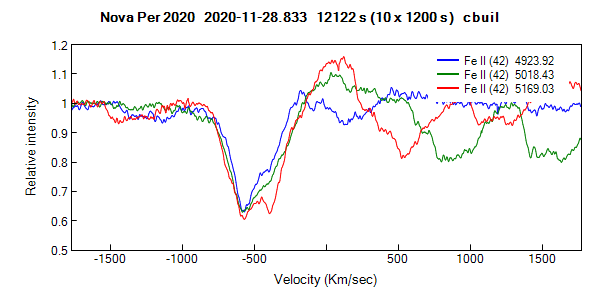 Nova Per 2020 2020-11-28.833 12122 s (10 x 1200 s) cbuil
1.2
Fe II (42) 4923.92
Fe II (42) 5018.43
1.1
Fe II (42) 5169.03
1
0.9
0.8
0.7
0.6
0.5
Relative intensity
-1500 -1000 -500 0 500 1000 1500
Velocity (Km/sec)